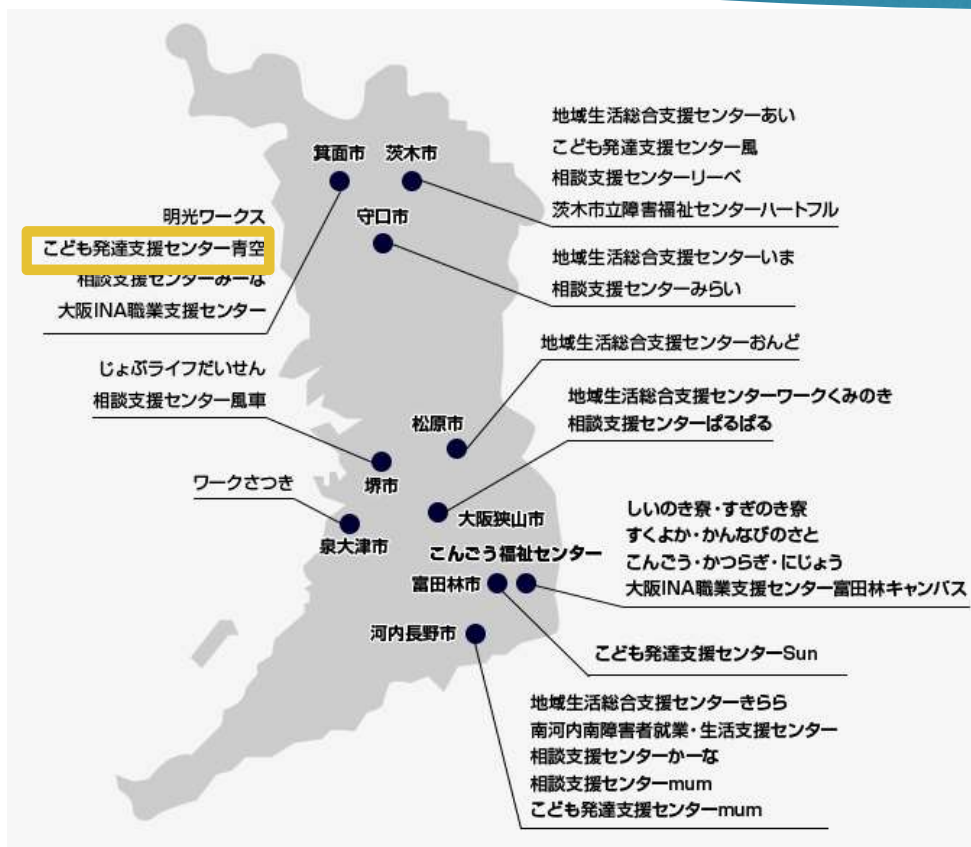 箕面市
茨木市
守口市
地域生活総合支援センターあい
こども発達支援センター風
相談支援センターリーベ
茨木市立障害福祉センターハートフル
明光ワークス
こども発達支援センター青空
相談支援センターみーな
大阪INA職業支援センター
地域生活総合支援センターいま
相談支援センターみらい
地域生活総合支援センターおんど
じょぶライフだいせん
相談支援センター風車
地域生活総合支援センターワークくみのき
相談支援センターぱるぱる
松原市
堺市
ワークさつき
泉大津市
大阪狭山市
こんごう福祉センター
富田林市
しいのき寮・すぎのき寮
すくよか・かんなびのさと
こんごう・かつらぎ・にじょう
大阪INA職業支援センター富田林キャンパス
河内長野市
こども発達支援センターSun
地域生活総合支援センターきらら
南河内南障害者就業・生活支援センター
相談支援センターかーな
相談支援センターmum
こども発達支援センターmum